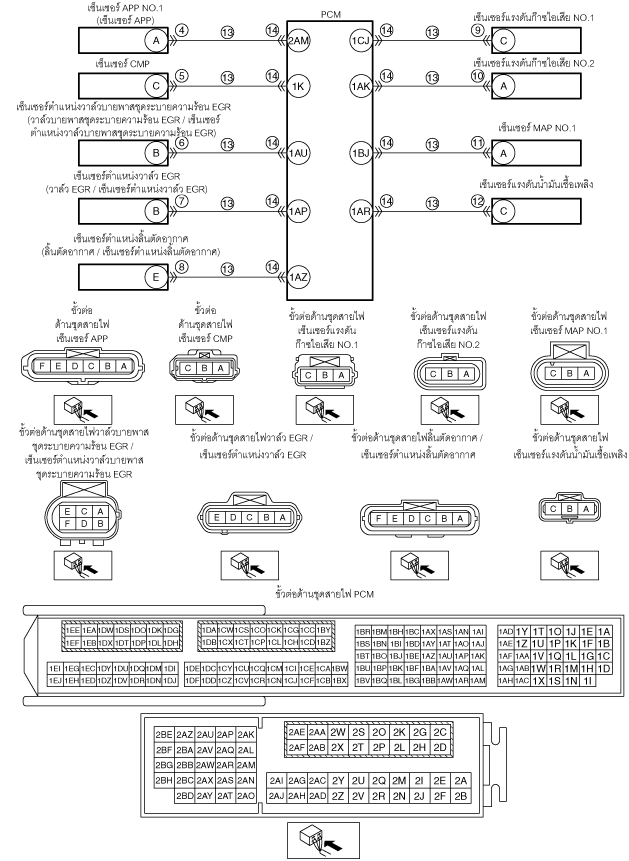 เซ็นเซอร์ APP NO.1
(เซ็นเซอร์ APP)
PCM
เซ็นเซอร์แรงดันก๊าซไอเสีย NO.1
A 4 13 14 2AM
1CJ 14 13 9 C
เซ็นเซอร์ CMP
เซ็นเซอร์แรงดันก๊าซไอเสีย NO.2
C 5 13 14 1K
1AK 14 13 10 A
เซ็นเซอร์ตำแหน่งวาล์วบายพาสชุดระบายความร้อน EGR
(วาล์วบายพาสชุดระบายความร้อน EGR / เซ็นเซอร์
ตำแหน่งวาล์วบายพาสชุดระบายความร้อน EGR)
เซ็นเซอร์ MAP NO.1
B 6 13 14 1AU
1BJ 14 13 11 A
เซ็นเซอร์ตำแหน่งวาล์ว EGR
(วาล์ว EGR / เซ็นเซอร์ตำแหน่งวาล์ว EGR)
เซ็นเซอร์แรงดันน้ำมันเชื้อเพลิง
B 7 13 14 1AP
1AR 14 13 12 C
เซ็นเซอร์ตำแหน่งลิ้นตัดอากาศ
(ลิ้นตัดอากาศ / เซ็นเซอร์ตำแหน่งลิ้นตัดอากาศ)
E 8 13 14 1AZ
ขั้วต่อ
ด้านชุดสายไฟ
เซ็นเซอร์ APP
F E D C B A
ขั้วต่อ
ด้านชุดสายไฟ
เซ็นเซอร์ CMP
C B A
ขั้วต่อด้านชุดสายไฟ
เซ็นเซอร์แรงดัน
ก๊าซไอเสีย NO.1
C B A
ขั้วต่อด้านชุดสายไฟ
เซ็นเซอร์แรงดัน
ก๊าซไอเสีย NO.2
C B A
ขั้วต่อด้านชุดสายไฟ
เซ็นเซอร์ MAP NO.1
C B A
ขั้วต่อด้านชุดสายไฟวาล์วบายพาส
ชุดระบายความร้อน EGR /
เซ็นเซอร์ตำแหน่งวาล์วบายพาส
ชุดระบายความร้อน EGR
E C A
F D B
ขั้วต่อด้านชุดสายไฟวาล์ว EGR /
เซ็นเซอร์ตำแหน่งวาล์ว EGR
E D C B A
ขั้วต่อด้านชุดสายไฟลิ้นตัดอากาศ /
เซ็นเซอร์ตำแหน่งลิ้นตัดอากาศ
F E D C B A
ขั้วต่อด้านชุดสายไฟ
เซ็นเซอร์แรงดันน้ำมันเชื้อเพลิง
C B A
ขั้วต่อด้านชุดสายไฟ PCM
1EE 1EA 1DW 1DS 1DO 1DK 1DG
1EF 1EB 1DX 1DT 1DP 1DL 1DH
1EI 1EG 1EC 1DY 1DU 1DQ 1DM 1DI
1EJ 1EH 1ED 1DZ 1DV 1DR 1DN 1DJ
1DA 1CW 1CS 1CO 1CK 1CG 1CC 1BY
1DB 1CX 1CT 1CP 1CL 1CH 1CD 1BZ
1DE 1DC 1CY 1CU 1CQ 1CM 1CI 1CE 1CA 1BW
1DF 1DD 1CZ 1CV 1CR 1CN 1CJ 1CF 1CB 1BX
1BR 1BM 1BH 1BC 1AX 1AS 1AN 1AI
1BS 1BN 1BI 1BD 1AY 1AT 1AO 1AJ
1BT 1BO 1BJ 1BE 1AZ 1AU 1AP 1AK
1BU 1BP 1BK 1BF 1BA 1AV 1AQ 1AL
1BV 1BQ 1BL 1BG 1BB 1AW 1AR 1AM
1AD 1Y 1T 1O 1J 1E 1A
1AE 1Z 1U 1P 1K 1F 1B
1AF 1AA 1V 1Q 1L 1G 1C
1AG 1AB 1W 1R 1M 1H 1D
1AH 1AC 1X 1S 1N 1I
2BE 2AZ 2AU 2AP 2AK
2BF 2BA 2AV 2AQ 2AL
2BG 2BB 2AW 2AR 2AM
2BH 2BC 2AX 2AS 2AN
2BD 2AY 2AT 2AO
2AE 2AA 2W 2S 2O 2K 2G 2C
2AF 2AB 2X 2T 2P 2L 2H 2D
2AI 2AG 2AC 2Y 2U 2Q 2M 2I 2E 2A
2AJ 2AH 2AD 2Z 2V 2R 2N 2J 2F 2B